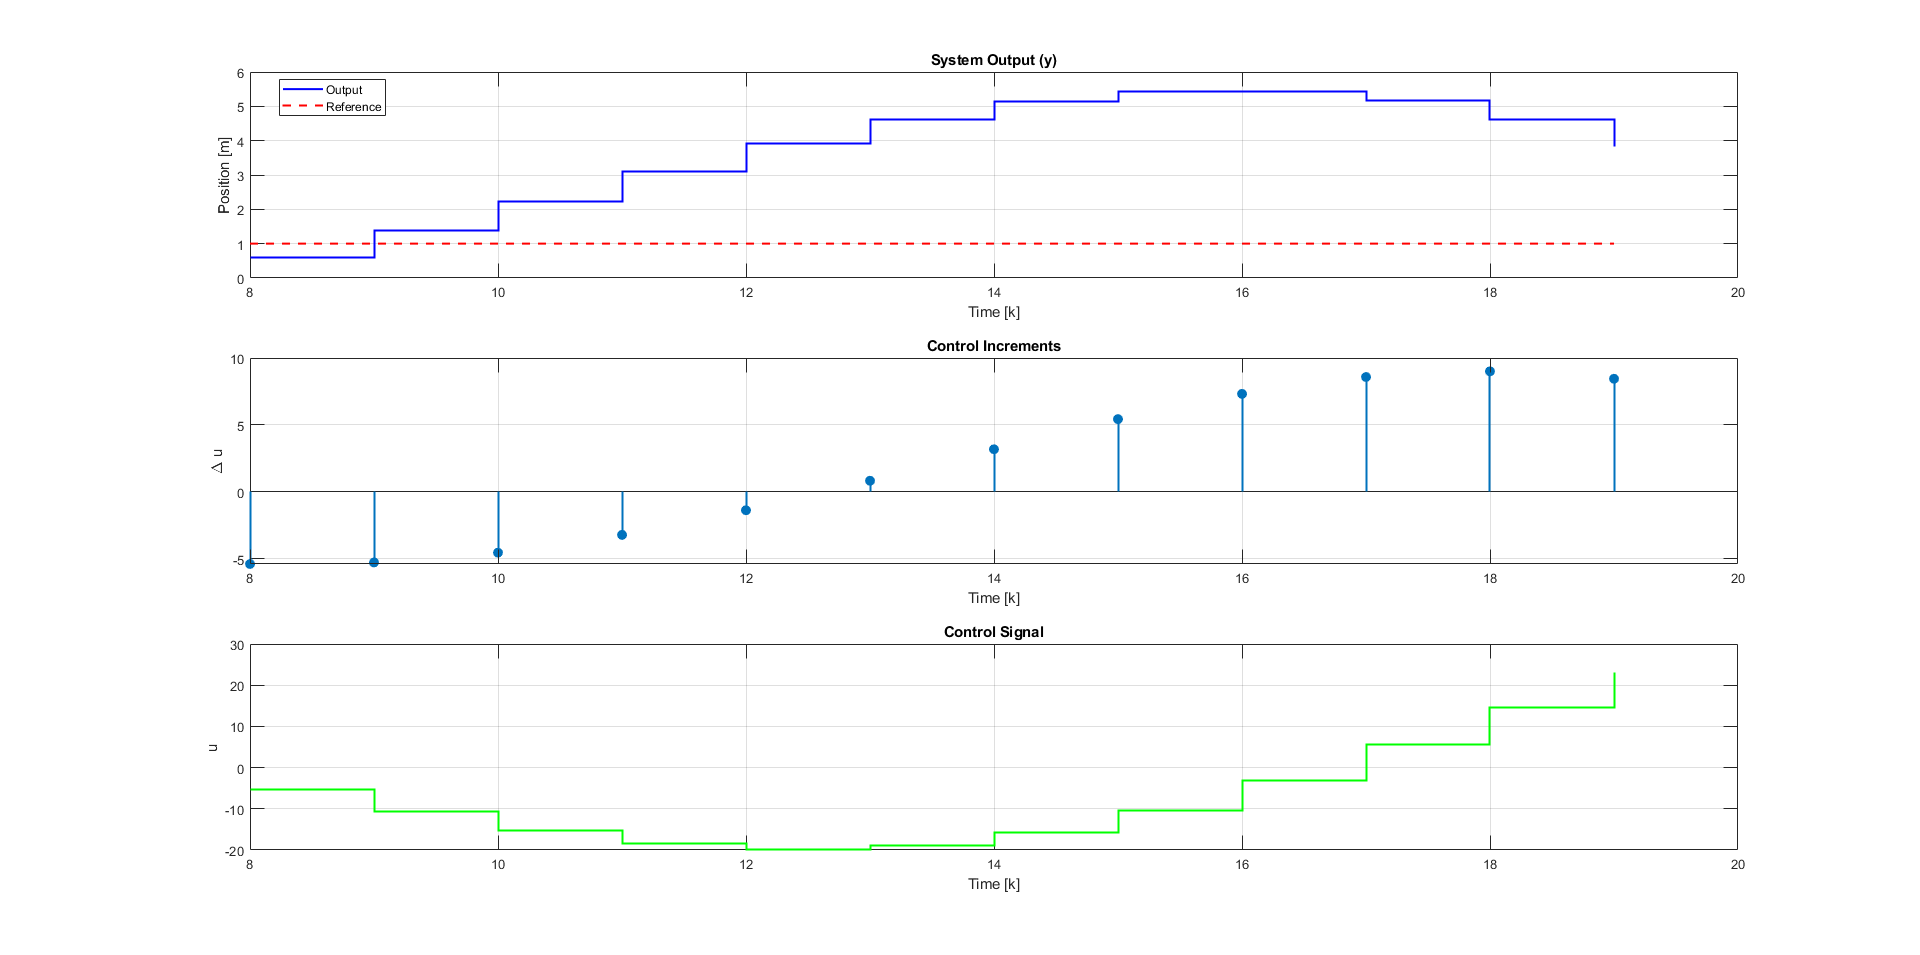 System Output (y)
6
5
4
3
2
1
0
Position [m]
Output
Reference
8 10 12 14 16 18 20
Time [k]
Control Increments
10
5
0
-5
Δ u
8 10 12 14 16 18 20
Time [k]
Control Signal
30
20
10
0
-10
-20
u
8 10 12 14 16 18 20
Time [k]